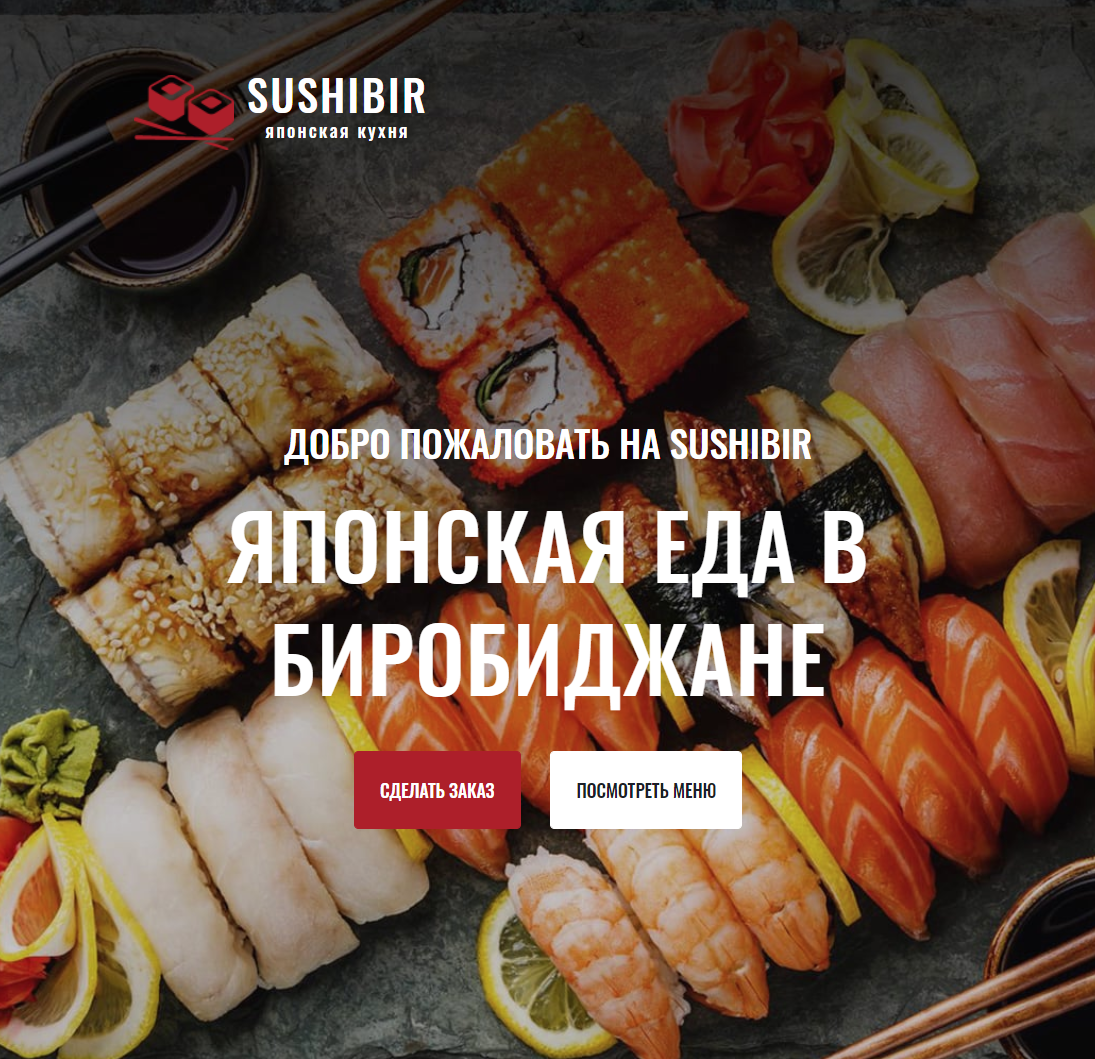 SUSHIBIR
японская кухня
ДОБРО ПОЖАЛОВАТЬ НА SUSHIBIR
ЯПОНСКАЯ ЕДА В
БИРОБИДЖАНЕ
СДЕЛАТЬ ЗАКАЗ
ПОСМОТРЕТЬ МЕНЮ